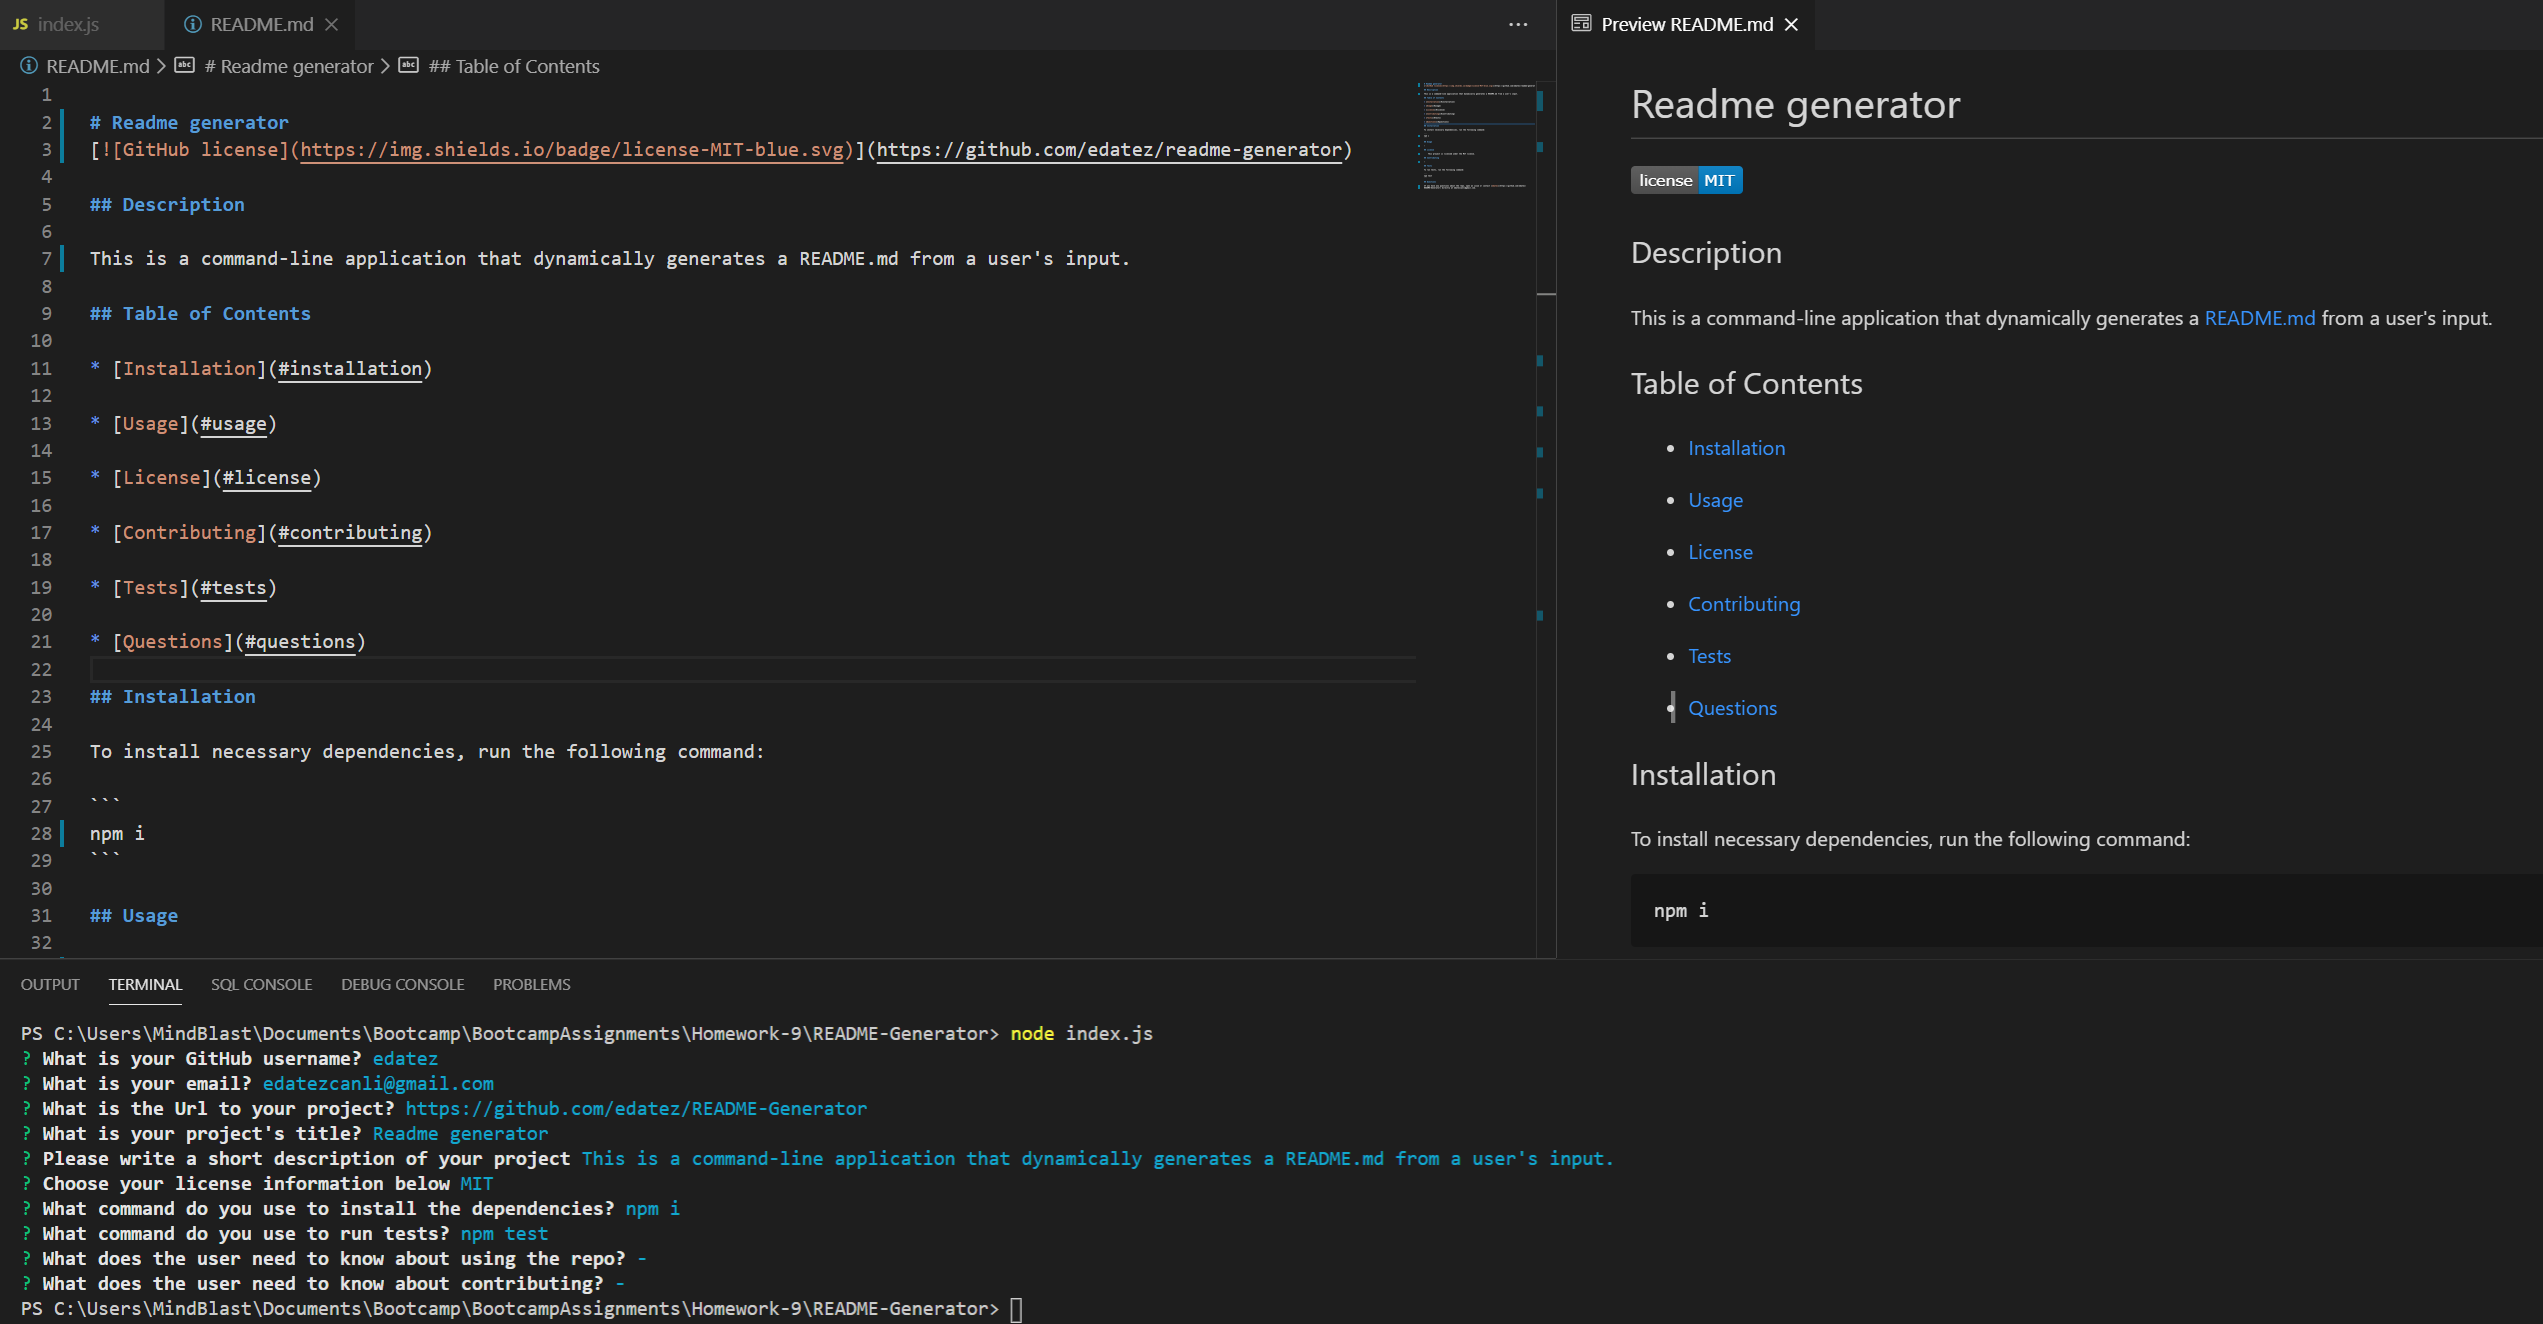 JS index.js
README.md
...
Preview README.md
README.md > # Readme generator > ## Table of Contents
1
2 # Readme generator
3 [![GitHub license](https://img.shields.io/badge/license-MIT-blue.svg)](https://github.com/edatez/readme-generator)
4
5 ## Description
6
7 This is a command-line application that dynamically generates a README.md from a user's input.
8
9 ## Table of Contents
10
11 * [Installation](#installation)
12
13 * [Usage](#usage)
14
15 * [License](#license)
16
17 * [Contributing](#contributing)
18
19 * [Tests](#tests)
20
21 * [Questions](#questions)
22
23 ## Installation
24
25 To install necessary dependencies, run the following command:
26
27 ```
28 npm i
29 ```
30
31 ## Usage
32
Readme generator
license MIT
Description
This is a command-line application that dynamically generates a README.md from a user's input.
Table of Contents
• Installation
• Usage
• License
• Contributing
• Tests
• Questions
Installation
To install necessary dependencies, run the following command:
npm i
OUTPUT TERMINAL SQL CONSOLE DEBUG CONSOLE PROBLEMS
PS C:\Users\MindBlast\Documents\Bootcamp\BootcampAssignments\Homework-9\README-Generator> node index.js
? What is your GitHub username? edatez
? What is your email? edatezcanli@gmail.com
? What is the Url to your project? https://github.com/edatez/README-Generator
? What is your project's title? Readme generator
? Please write a short description of your project This is a command-line application that dynamically generates a README.md from a user's input.
? Choose your license information below MIT
? What command do you use to install the dependencies? npm i
? What command do you use to run tests? npm test
? What does the user need to know about using the repo? -
? What does the user need to know about contributing? -
PS C:\Users\MindBlast\Documents\Bootcamp\BootcampAssignments\Homework-9\README-Generator>